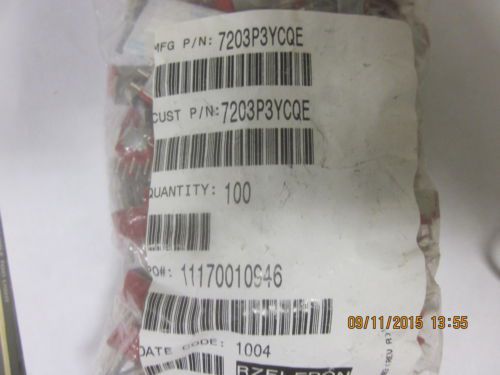 MFG P/N: 7203P3YCQE
CUST P/N: 7203P3YCQE
QUANTITY: 100
PO#: 11170010946
DATE CODE: 1004
09/11/2015 13:55